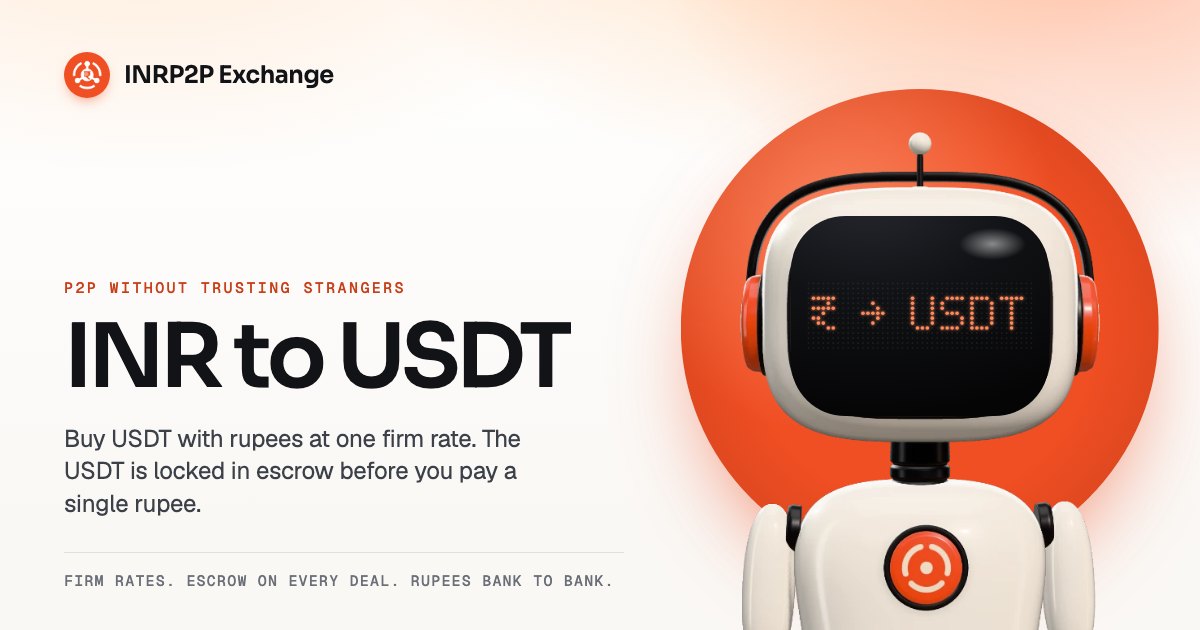 INRP2P Exchange
P2P WITHOUT TRUSTING STRANGERS
INR to USDT
Buy USDT with rupees at one firm rate. The
USDT is locked in escrow before you pay a
single rupee.
FIRM RATES. ESCROW ON EVERY DEAL. RUPEES BANK TO BANK.
₹ → USDT